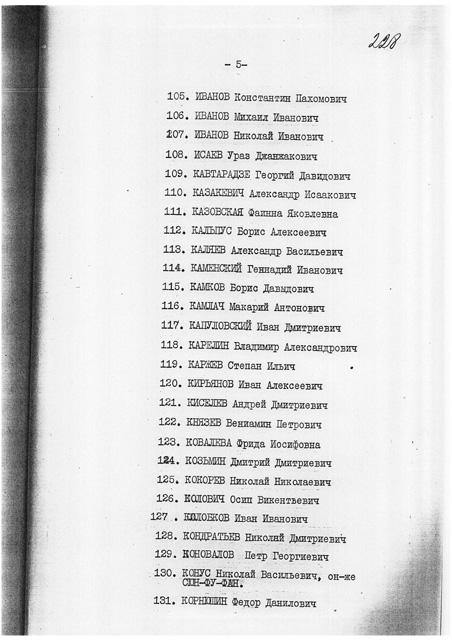 228
- 5-
105. ИВАНОВ Константин Пахомович
106. ИВАНОВ Михаил Иванович
107. ИВАНОВ Николай Иванович
108. ИСАЕВ Ураз Джанжакович
109. КАВТАРАДЗЕ Георгий Давидович
110. КАЗАКЕВИЧ Александр Исаакович
111. КАЗОВСКАЯ Фаинна Яковлевна
112. КАЛЬПУС Борис Алексеевич
113. КАЛЯЕВ Александр Васильевич
114. КАМЕНСКИЙ Геннадий Иванович
115. КАМКОВ Борис Давыдович
116. КАМЛАЧ Макарий Антонович
117. КАПУЛОВСКИЙ Иван Дмитриевич
118. КАРЕЛИН Владимир Александрович
119. КАРЖЕВ Степан Ильич
120. КИРЬЯНОВ Иван Алексеевич
121. КИСЕЛЕВ Андрей Дмитриевич
122. КНЯЗЕВ Вениамин Петрович
123. КОВАЛЕВА Фрида Иосифовна
124. КОЗЬМИН Дмитрий Дмитриевич
125. КОКОРЕВ Николай Николаевич
126. КОЛОВИЧ Осип Викентьевич
127. КОЛОБКОВ Иван Иванович
128. КОНДРАТЬЕВ Николай Дмитриевич
129. КОНОВАЛОВ Петр Георгиевич
130. КОНУС Николай Васильевич, он-же
СЮН-ФУ-ФАН.
131. КОРНЮШИН Федор Данилович